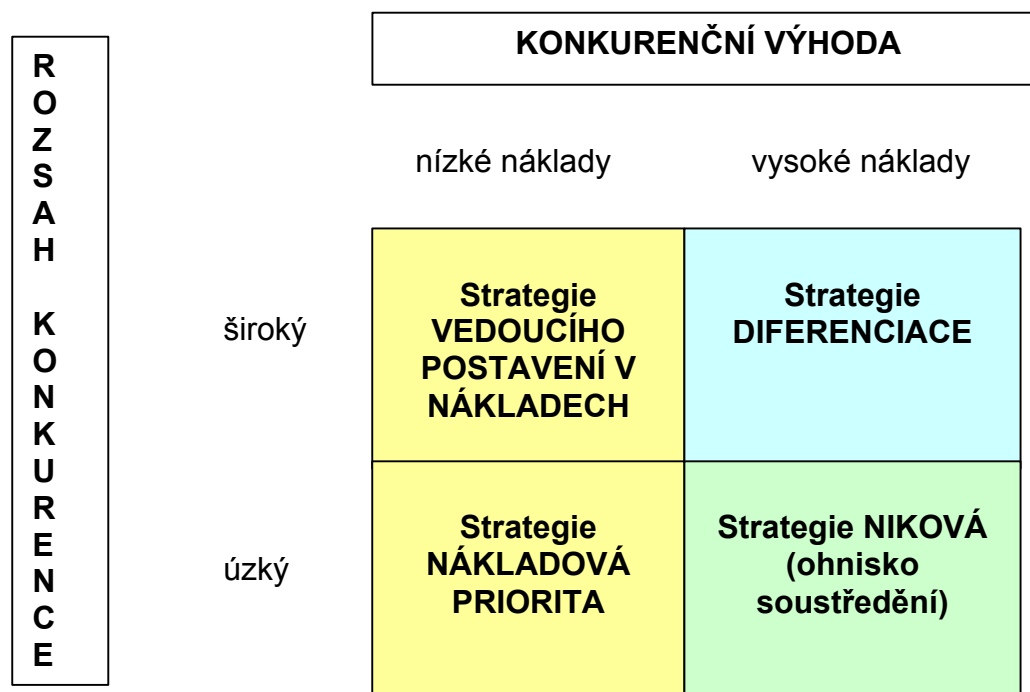 KONKURENČNÍ VÝHODA
R
O
Z
S
A
H
K
O
N
K
U
R
E
N
C
E
nízké náklady
vysoké náklady
široký
Strategie
VEDOUCÍHO
POSTAVENÍ V
NÁKLADECH
Strategie
DIFERENCIACE
úzký
Strategie
NÁKLADOVÁ
PRIORITA
Strategie NIKOVÁ
(ohnisko
soustředění)